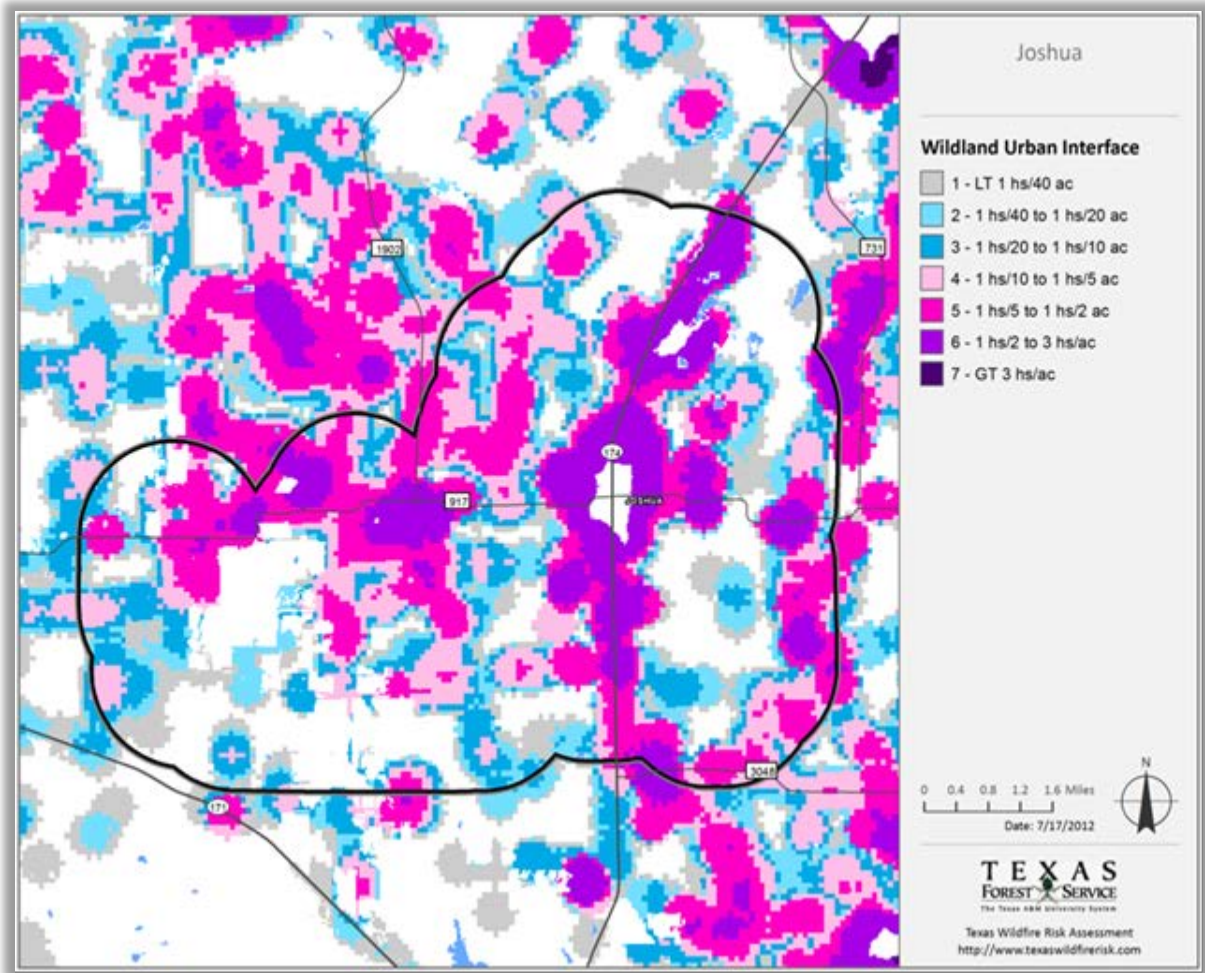 Joshua
Wildland Urban Interface
1 - LT 1 hs/40 ac
2 - 1 hs/40 to 1 hs/20 ac
3 - 1 hs/20 to 1 hs/10 ac
4 - 1 hs/10 to 1 hs/5 ac
5 - 1 hs/5 to 1 hs/2 ac
6 - 1 hs/2 to 3 hs/ac
7 - GT 3 hs/ac
1902
731
174
917
JOSHUA
3048
171
N
0 0.4 0.8 1.2 1.6 Miles
Date: 7/17/2012
TEXAS
FOREST SERVICE
The Texas A&M University System
Texas Wildfire Risk Assessment
http://www.texaswildfirerisk.com